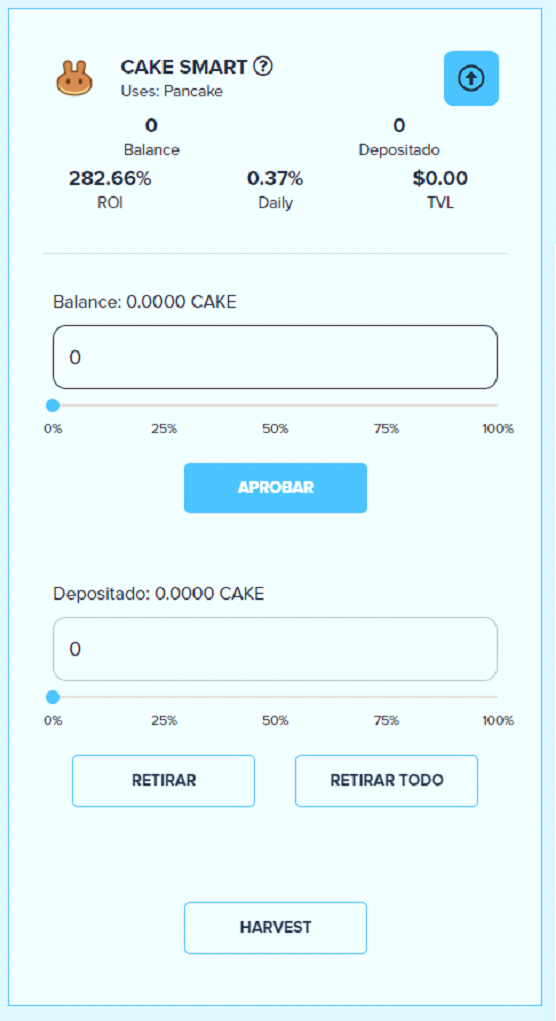 CAKE SMART ?
Uses: Pancake
0 0
Balance Depositado
282.66% 0.37% $0.00
ROI Daily TVL
Balance: 0.0000 CAKE
0
0% 25% 50% 75% 100%
APROBAR
Depositado: 0.0000 CAKE
0
0% 25% 50% 75% 100%
RETIRAR RETIRAR TODO
HARVEST